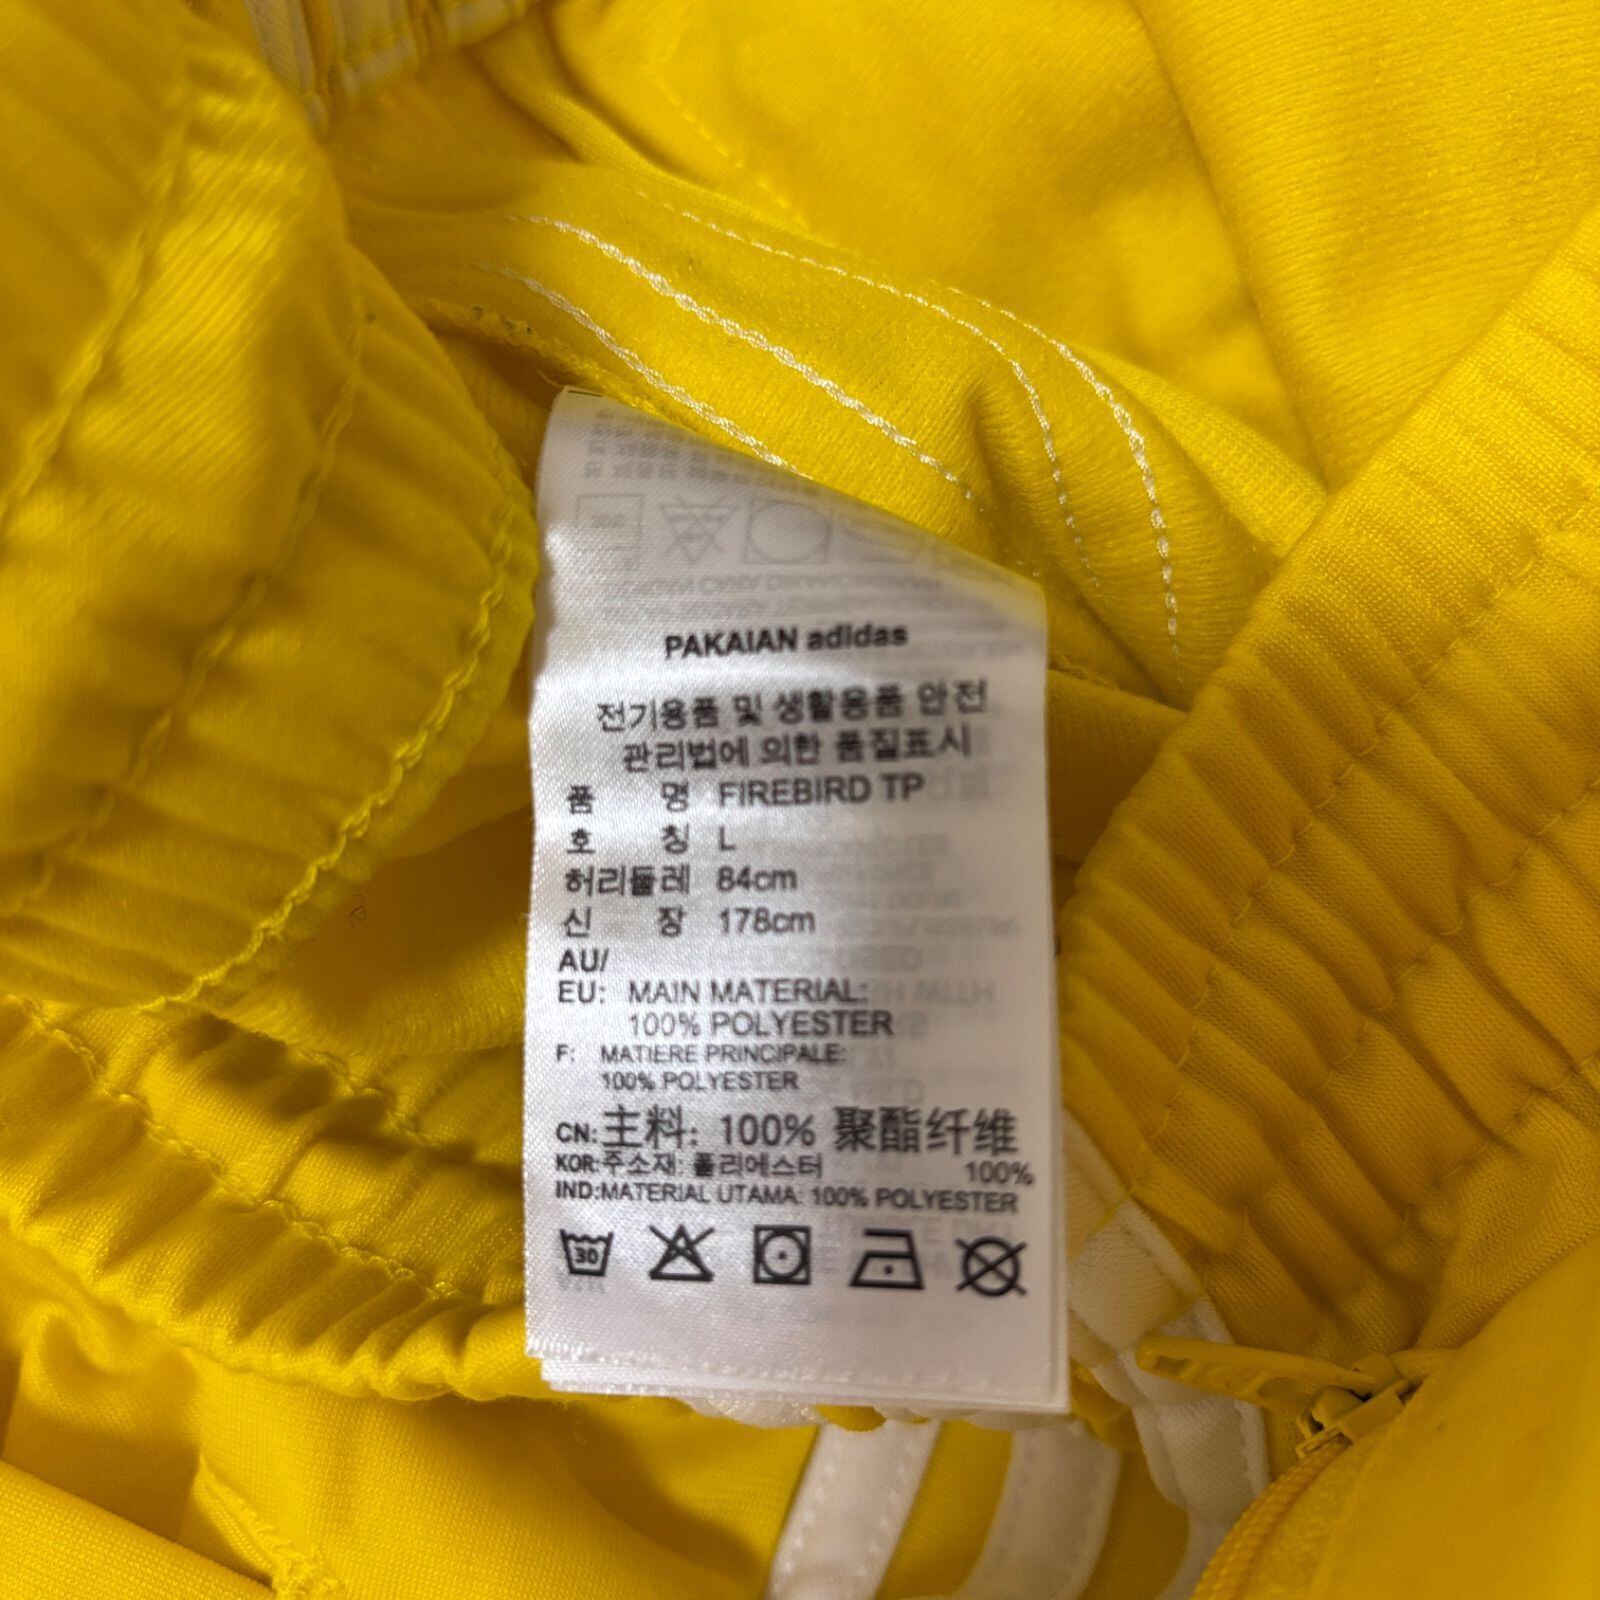 PAKAIAN adidas
전기용품 및 생활용품 안전
관리법에 의한 품질표시
품 명 FIREBIRD TP
호 칭 L
허리둘레 84cm
신 장 178cm
AU/
EU: MAIN MATERIAL:
100% POLYESTER
F: MATIERE PRINCIPALE:
100% POLYESTER
CN:主料: 100% 聚酯纤维
KOR:주소재: 폴리에스터 100%
IND:MATERIAL UTAMA: 100% POLYESTER
30